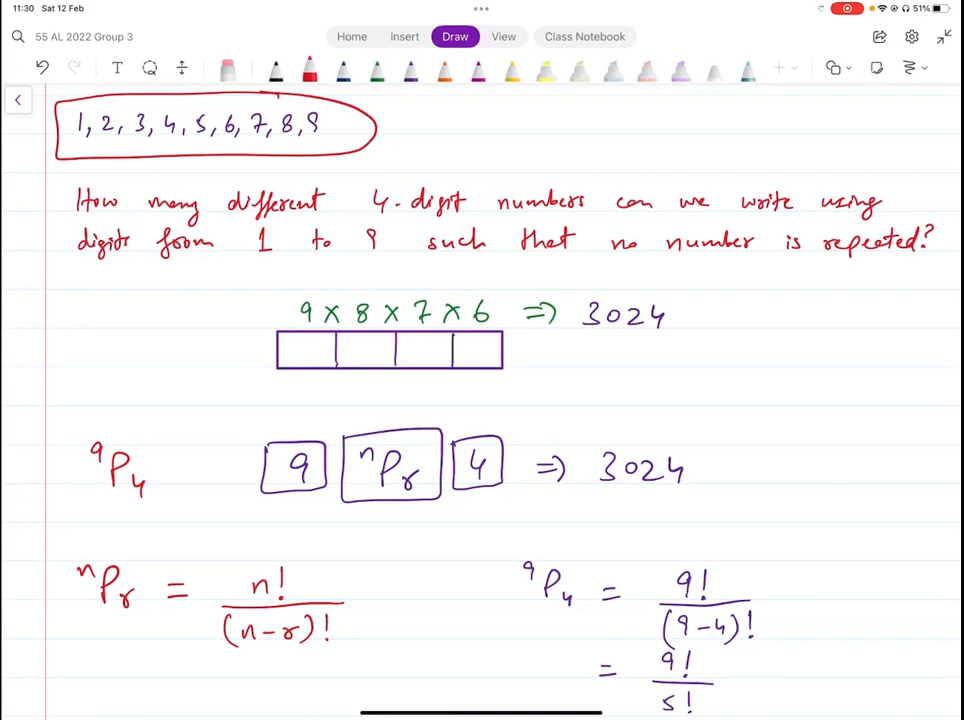 11:30 Sat 12 Feb
51%
55 AL 2022 Group 3
Home Insert Draw View Class Notebook
1, 2, 3, 4, 5, 6, 7, 8, 9
How many different 4-digit numbers can we write using
digits from 1 to 9 such that no number is repeated?
9 × 8 × 7 × 6 => 3024
⁹P₄ 9 ⁿPᵣ 4 => 3024
ⁿPᵣ = n! / (n-r)! ⁹P₄ = 9! / (9-4)!
= 9! / 5!